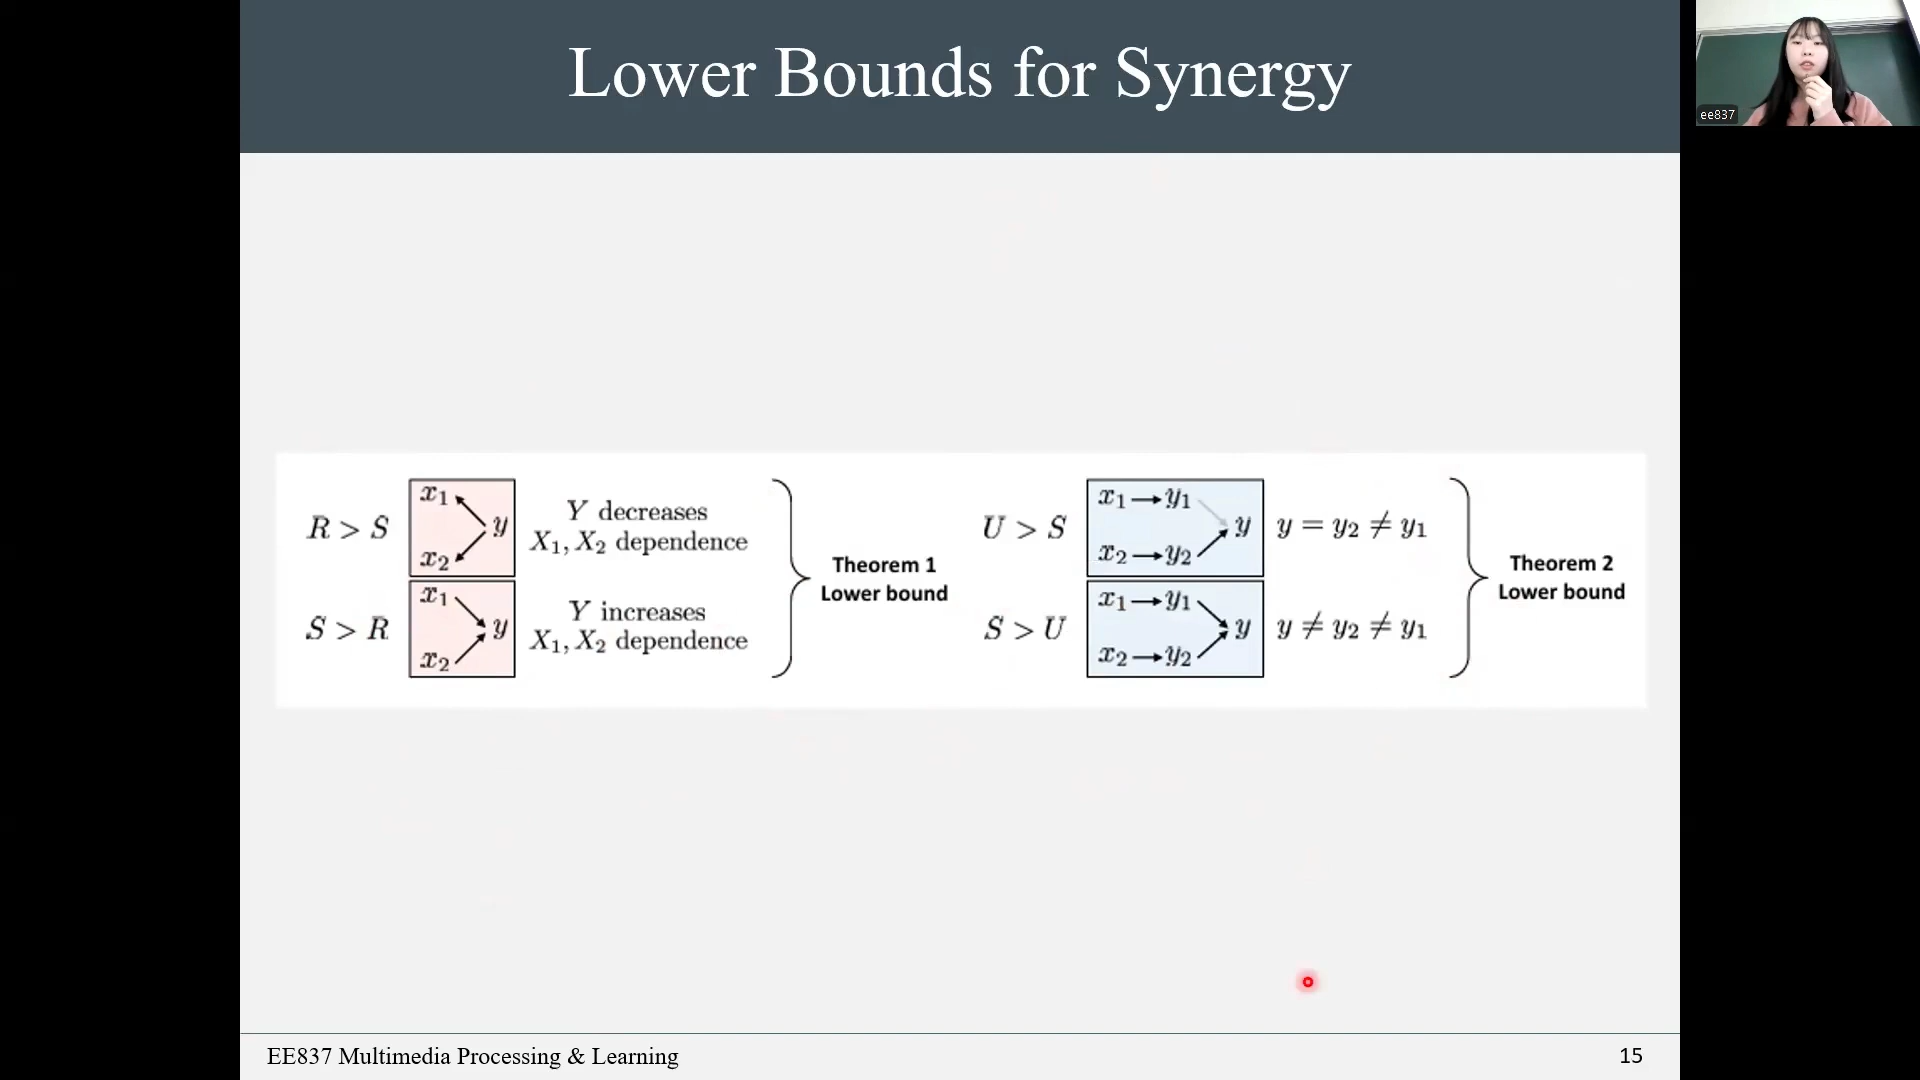 Lower Bounds for Synergy
ee837
R > S
x₁
y
x₂
Y decreases
X₁, X₂ dependence
S > R
x₁
y
x₂
Y increases
X₁, X₂ dependence
Theorem 1
Lower bound
U > S
x₁→y₁
y
x₂→y₂
y = y₂ ≠ y₁
S > U
x₁→y₁
y
x₂→y₂
y ≠ y₂ ≠ y₁
Theorem 2
Lower bound
EE837 Multimedia Processing & Learning
15